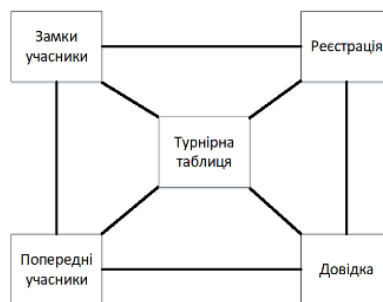 Замки
учасники
Реєстрація
Турнірна
таблиця
Попередні
учасники
Довідка